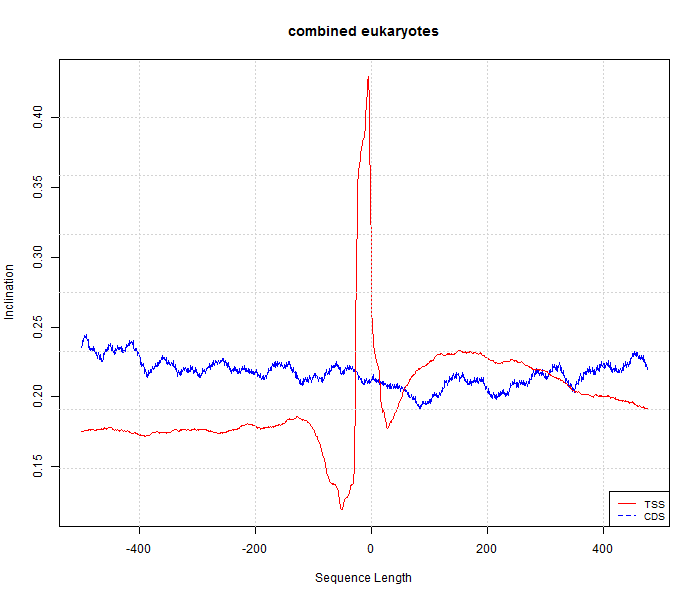 combined eukaryotes
Inclination
0.40
0.35
0.30
0.25
0.20
0.15
TSS
CDS
-400 -200 0 200 400
Sequence Length